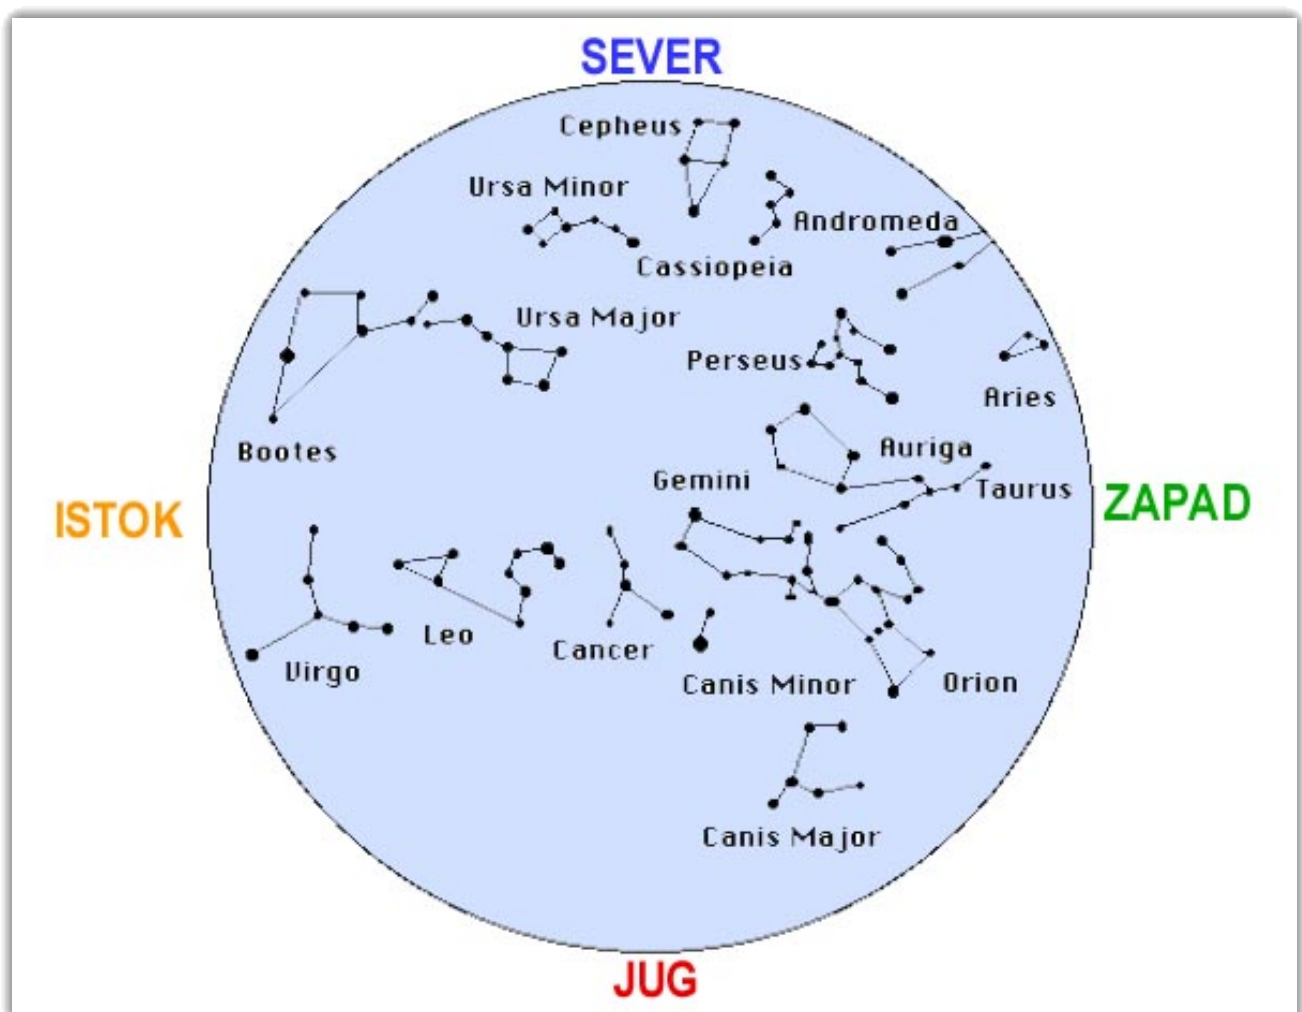 SEVER
Cepheus
Ursa Minor
Andromeda
Cassiopeia
Ursa Major
Perseus
Aries
Bootes
Auriga
Gemini
Taurus
ISTOK
ZAPAD
Leo
Cancer
Virgo
Canis Minor
Orion
Canis Major
JUG